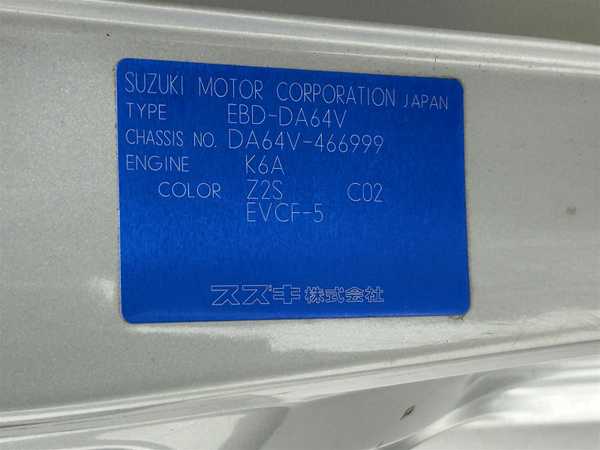 SUZUKI MOTOR CORPORATION JAPAN
TYPE EBD-DA64V
CHASSIS NO. DA64V-466999
ENGINE K6A
COLOR Z2S C02
EVCF-5
スズキ株式会社